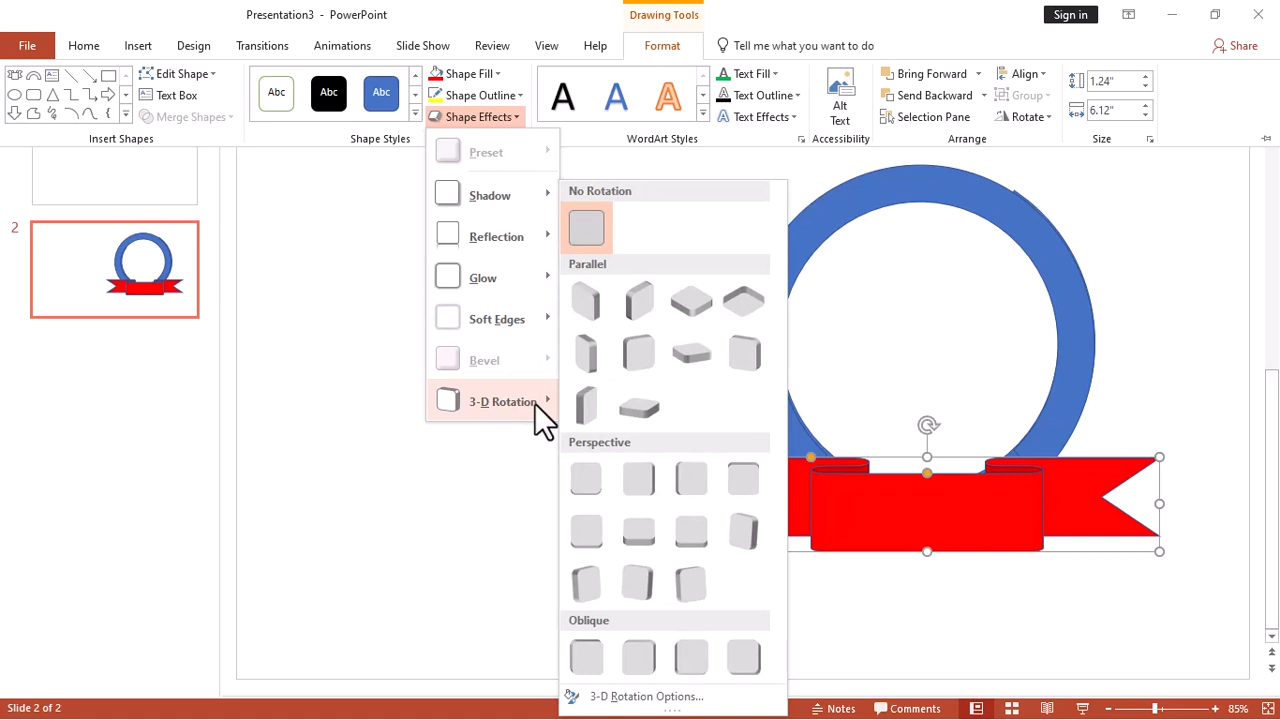 Presentation3 - PowerPoint
Drawing Tools
Sign in
File
Home
Insert
Design
Transitions
Animations
Slide Show
Review
View
Help
Format
Tell me what you want to do
Share
Edit Shape
Text Box
Merge Shapes
Insert Shapes
Abc
Abc
Abc
Shape Fill
Shape Outline
Shape Effects
Shape Styles
A
A
A
Text Fill
Text Outline
Text Effects
WordArt Styles
Alt
Text
Accessibility
Bring Forward
Send Backward
Selection Pane
Align
Group
Rotate
Arrange
1.24"
6.12"
Size
Preset
Shadow
Reflection
Glow
Soft Edges
Bevel
3-D Rotation
No Rotation
Parallel
Perspective
Oblique
3-D Rotation Options...
2
Slide 2 of 2
Notes
Comments
85%